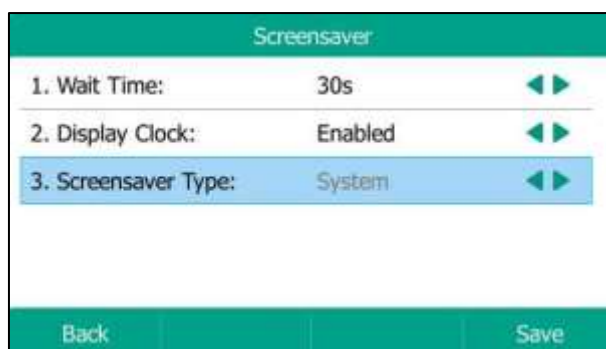 Screensaver
1. Wait Time: 30s
2. Display Clock: Enabled
3. Screensaver Type: System
Back Save